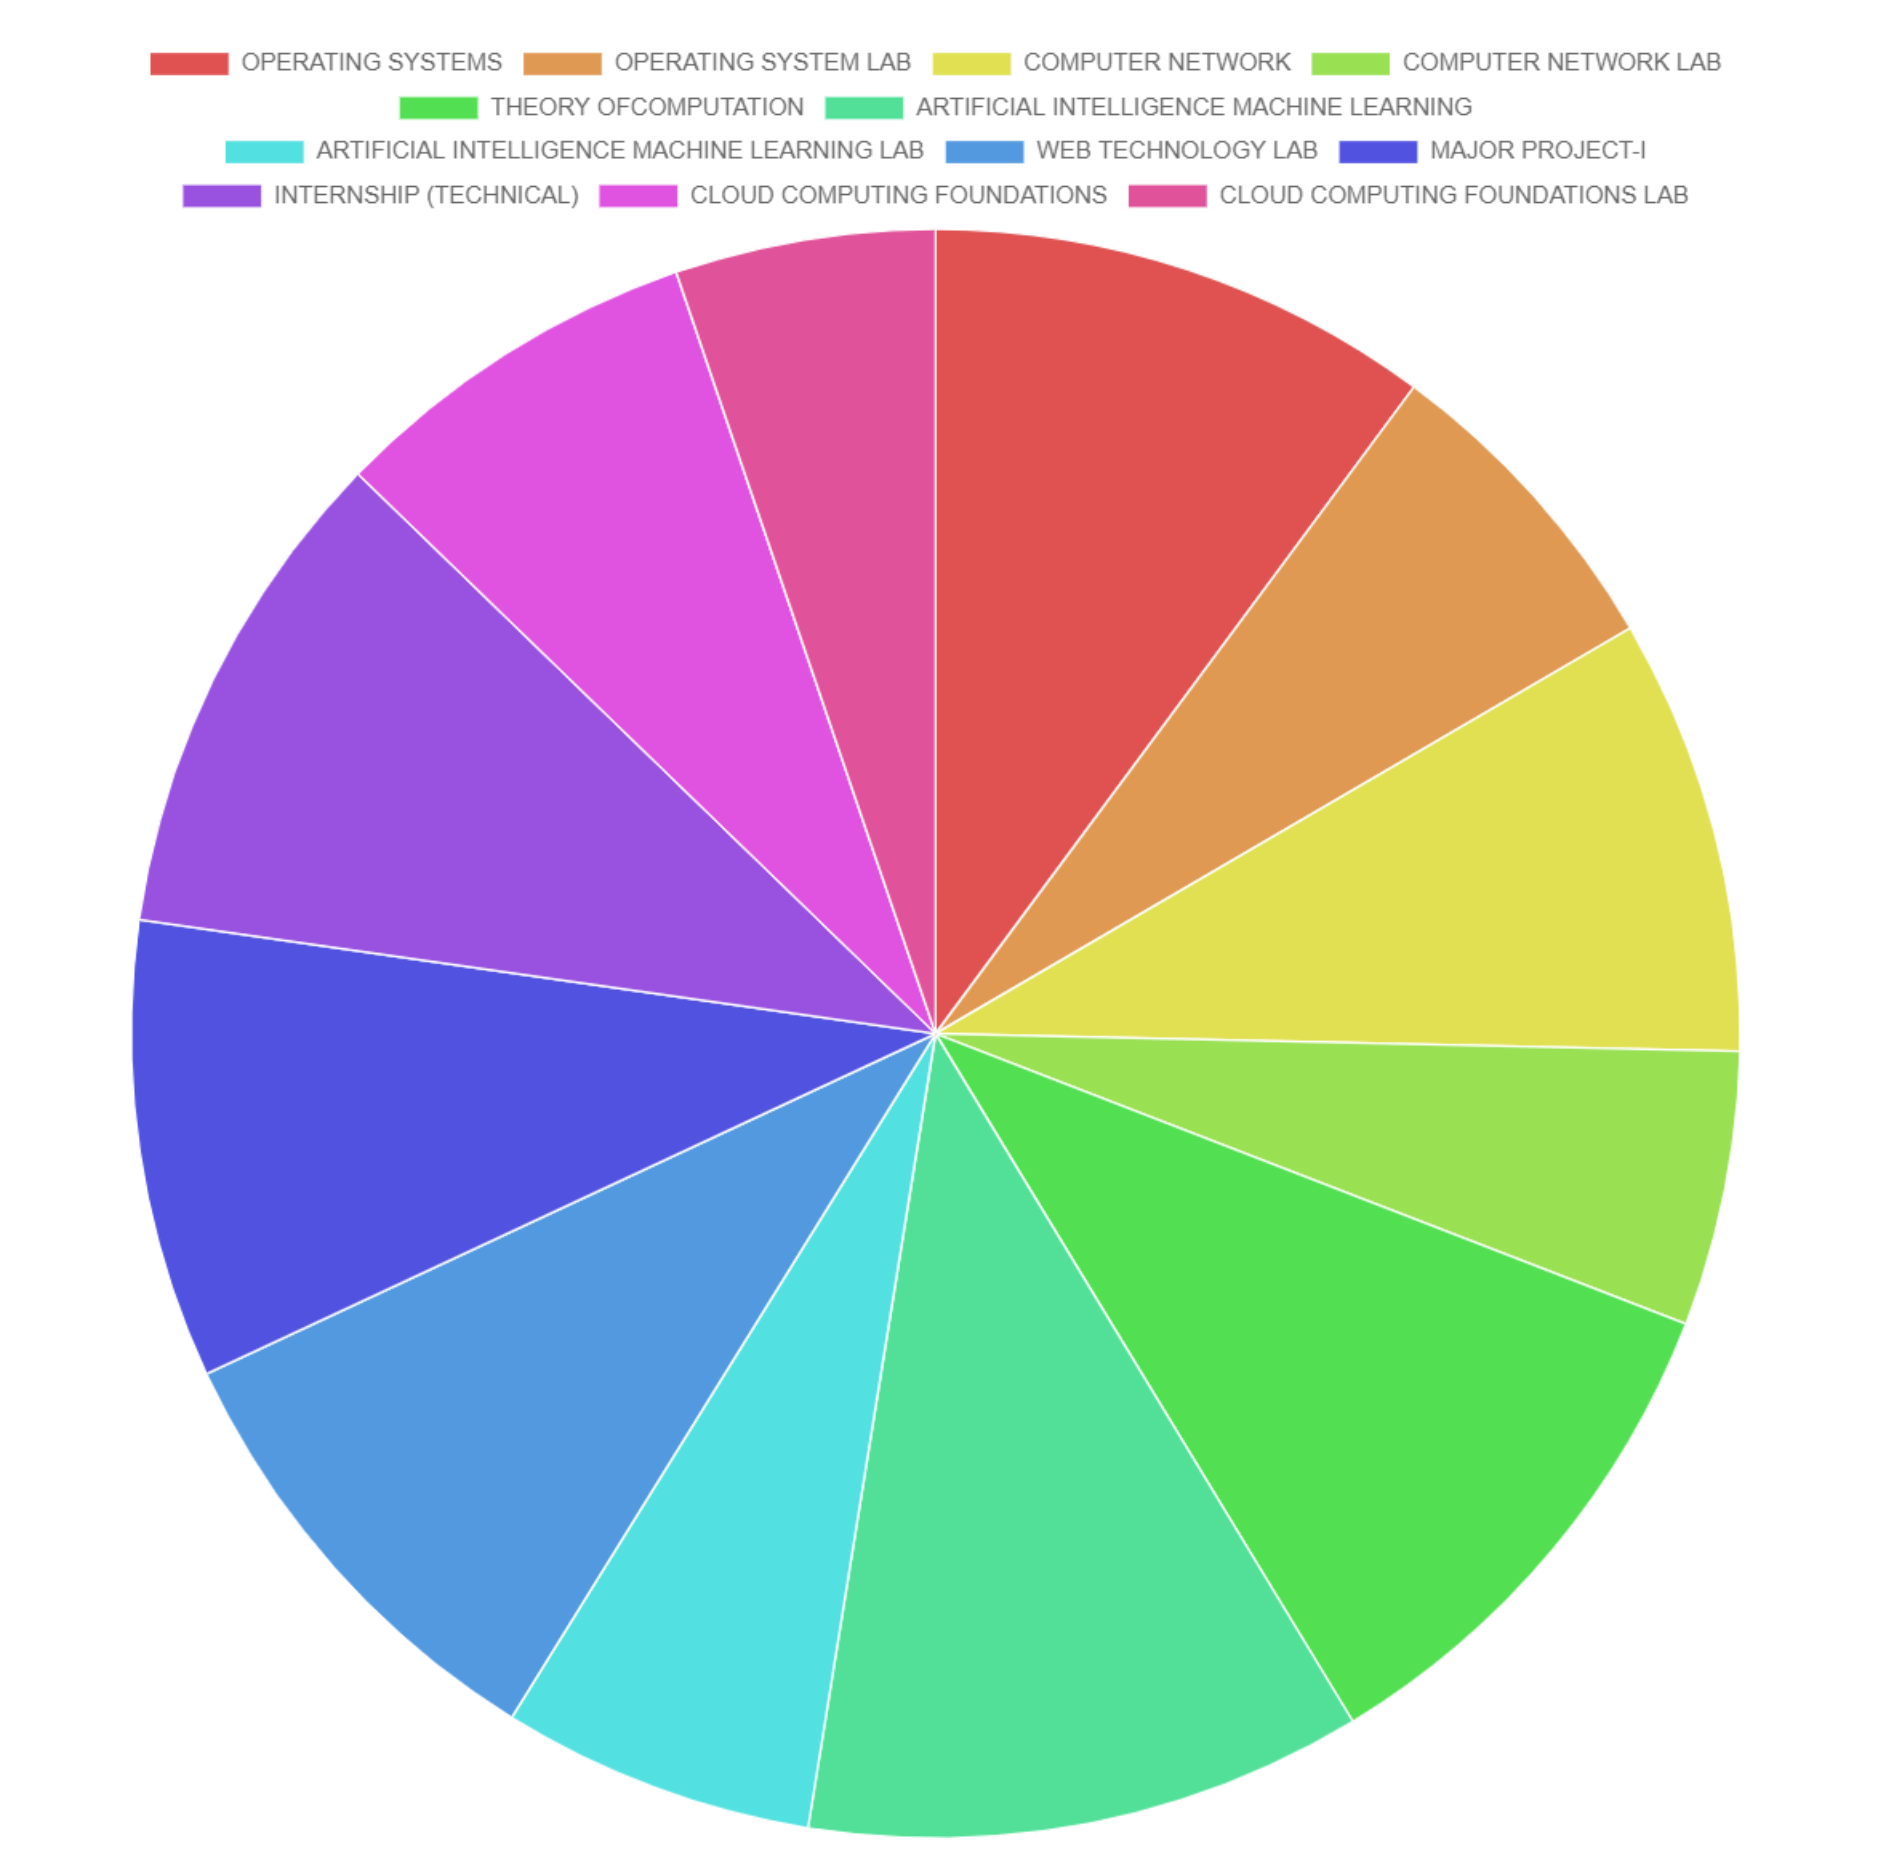 OPERATING SYSTEMS OPERATING SYSTEM LAB COMPUTER NETWORK COMPUTER NETWORK LAB
THEORY OFCOMPUTATION ARTIFICIAL INTELLIGENCE MACHINE LEARNING
ARTIFICIAL INTELLIGENCE MACHINE LEARNING LAB WEB TECHNOLOGY LAB MAJOR PROJECT-I
INTERNSHIP (TECHNICAL) CLOUD COMPUTING FOUNDATIONS CLOUD COMPUTING FOUNDATIONS LAB